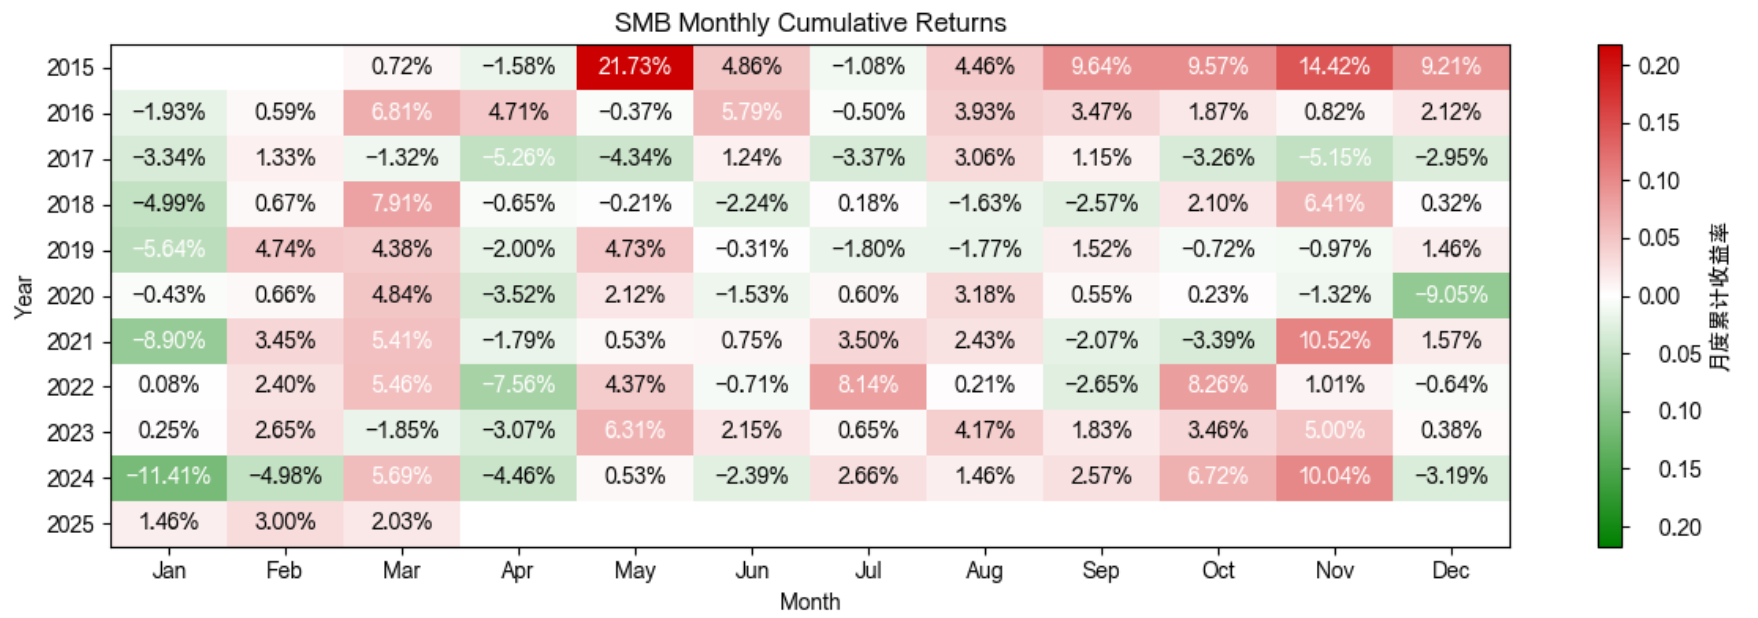 SMB Monthly Cumulative Returns
2015 0.72% −1.58% 21.73% 4.86% −1.08% 4.46% 9.64% 9.57% 14.42% 9.21%
2016 −1.93% 0.59% 6.81% 4.71% −0.37% 5.79% −0.50% 3.93% 3.47% 1.87% 0.82% 2.12%
2017 −3.34% 1.33% −1.32% −5.26% −4.34% 1.24% −3.37% 3.06% 1.15% −3.26% −5.15% −2.95%
2018 −4.99% 0.67% 7.91% −0.65% −0.21% −2.24% 0.18% −1.63% −2.57% 2.10% 6.41% 0.32%
2019 −5.64% 4.74% 4.38% −2.00% 4.73% −0.31% −1.80% −1.77% 1.52% −0.72% −0.97% 1.46%
2020 −0.43% 0.66% 4.84% −3.52% 2.12% −1.53% 0.60% 3.18% 0.55% 0.23% −1.32% −9.05%
2021 −8.90% 3.45% 5.41% −1.79% 0.53% 0.75% 3.50% 2.43% −2.07% −3.39% 10.52% 1.57%
2022 0.08% 2.40% 5.46% −7.56% 4.37% −0.71% 8.14% 0.21% −2.65% 8.26% 1.01% −0.64%
2023 0.25% 2.65% −1.85% −3.07% 6.31% 2.15% 0.65% 4.17% 1.83% 3.46% 5.00% 0.38%
2024 −11.41% −4.98% 5.69% −4.46% 0.53% −2.39% 2.66% 1.46% 2.57% 6.72% 10.04% −3.19%
2025 1.46% 3.00% 2.03%
Jan Feb Mar Apr May Jun Jul Aug Sep Oct Nov Dec
Month
Year
0.20
0.15
0.10
0.05
0.00
0.05
0.10
0.15
0.20
月度累计收益率